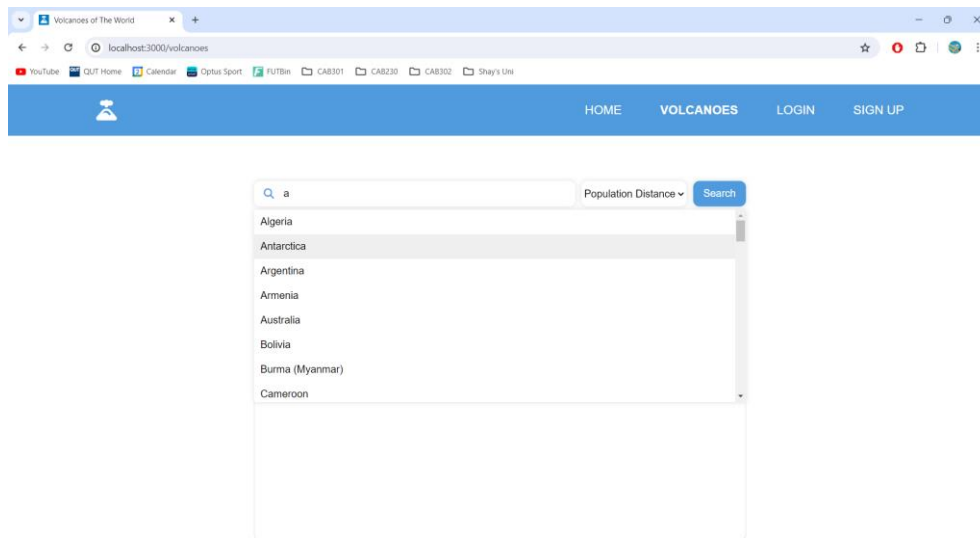 Volcanoes of The World
localhost:3000/volcanoes
YouTube QUT Home Calendar Optus Sport FUTBin CAB301 CAB230 CAB302 Shay's Uni
HOME VOLCANOES LOGIN SIGN UP
a Population Distance Search
Algeria
Antarctica
Argentina
Armenia
Australia
Bolivia
Burma (Myanmar)
Cameroon